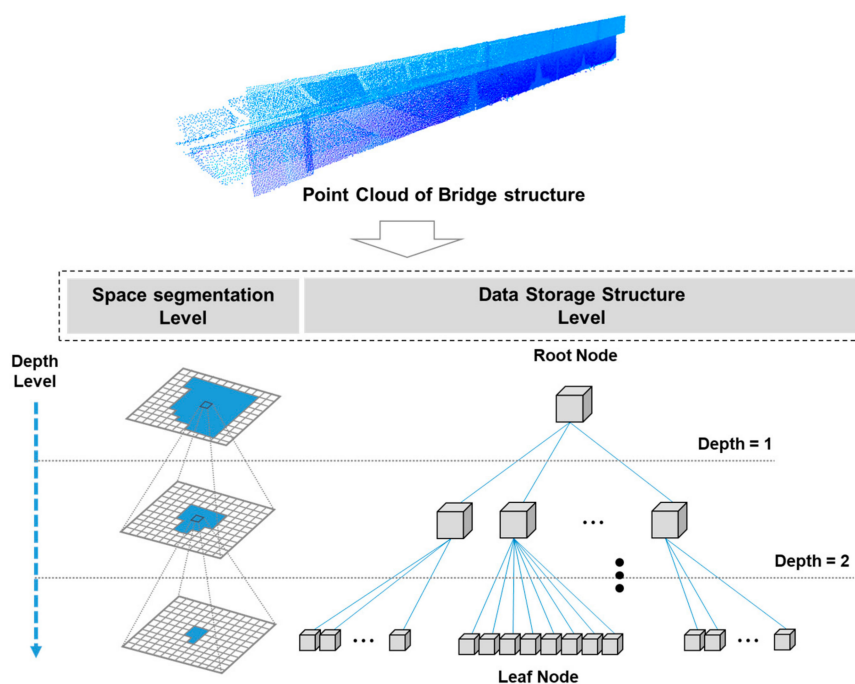 Point Cloud of Bridge structure
Space segmentation
Level
Data Storage Structure
Level
Depth
Level
Root Node
Depth = 1
...
Depth = 2
...
...
Leaf Node